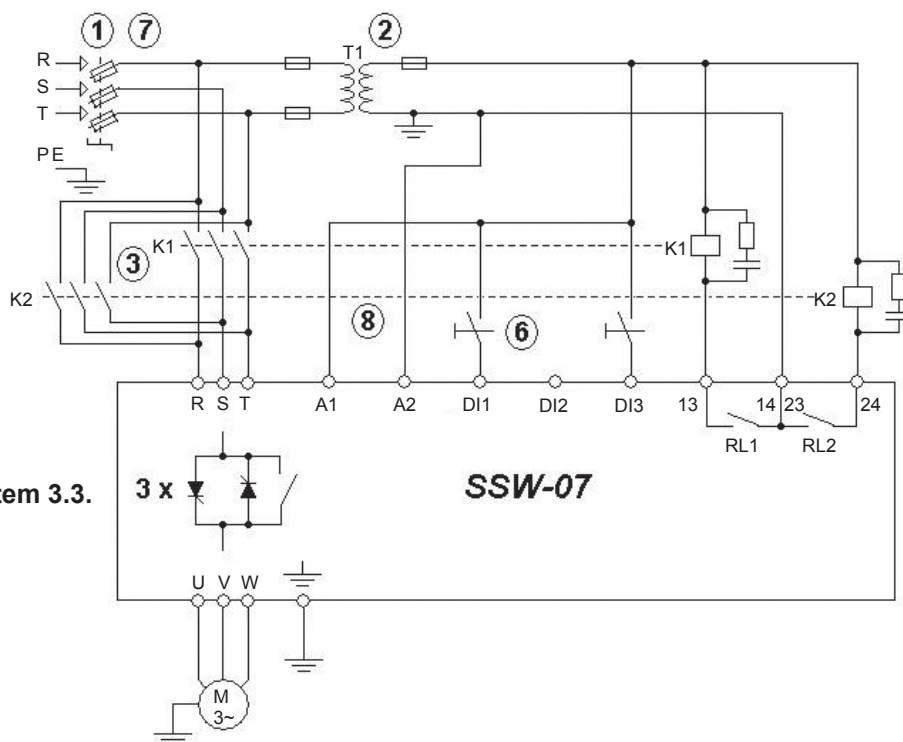 1 7 2
T1
R
S
T
PE
K1 K1
3
K2 K2
8 6
R S T A1 A2 DI1 DI2 DI3 13 14 23 24
RL1 RL2
tem 3.3. 3 x SSW-07
U V W
M
3~